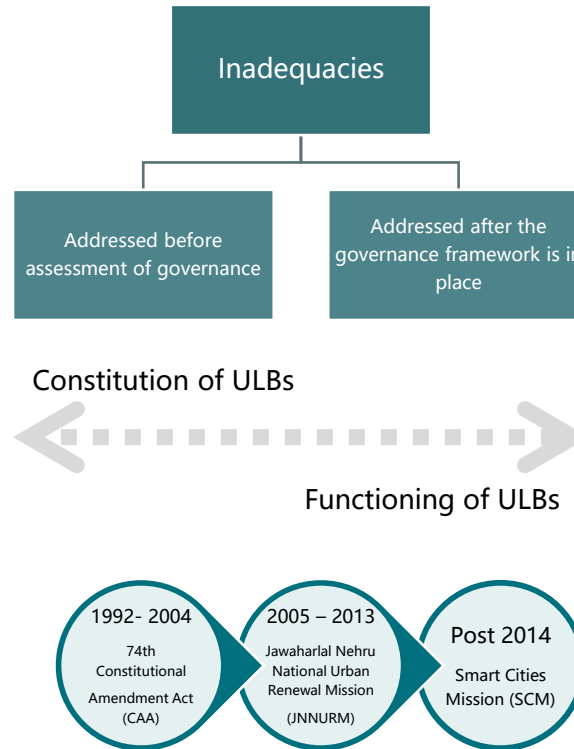 Inadequacies
Addressed before
assessment of governance
Addressed after the
governance framework is in
place
Constitution of ULBs
Functioning of ULBs
1992- 2004
74th
Constitutional
Amendment Act
(CAA)
2005 – 2013
Jawaharlal Nehru
National Urban
Renewal Mission
(JNNURM)
Post 2014
Smart Cities
Mission (SCM)